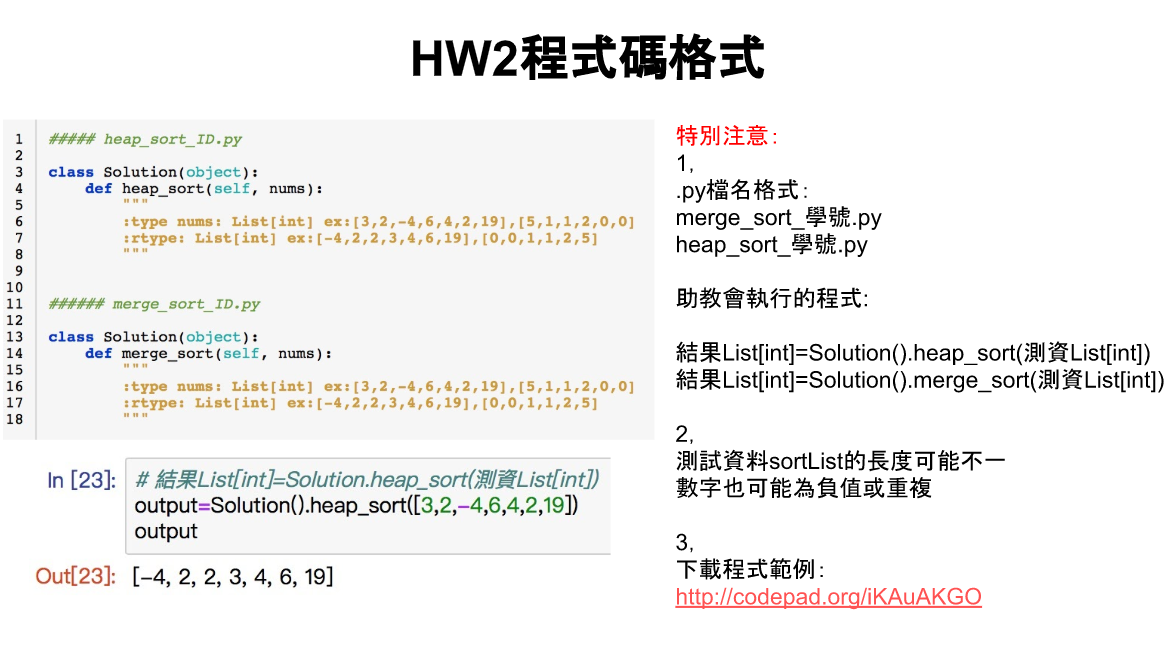 HW2程式碼格式
1 ##### heap_sort_ID.py
2
3 class Solution(object):
4 def heap_sort(self, nums):
5 """
6 :type nums: List[int] ex:[3,2,-4,6,4,2,19],[5,1,1,2,0,0]
7 :rtype: List[int] ex:[-4,2,2,3,4,6,19],[0,0,1,1,2,5]
8 """
9
10
11 ###### merge_sort_ID.py
12
13 class Solution(object):
14 def merge_sort(self, nums):
15 """
16 :type nums: List[int] ex:[3,2,-4,6,4,2,19],[5,1,1,2,0,0]
17 :rtype: List[int] ex:[-4,2,2,3,4,6,19],[0,0,1,1,2,5]
18 """
In [23]: # 結果List[int]=Solution.heap_sort(測資List[int])
output=Solution().heap_sort([3,2,-4,6,4,2,19])
output
Out[23]: [-4, 2, 2, 3, 4, 6, 19]
特別注意:
1,
.py檔名格式:
merge_sort_學號.py
heap_sort_學號.py
助教會執行的程式:
結果List[int]=Solution().heap_sort(測資List[int])
結果List[int]=Solution().merge_sort(測資List[int])
2,
測試資料sortList的長度可能不一
數字也可能為負值或重複
3,
下載程式範例:
http://codepad.org/iKAuAKGO